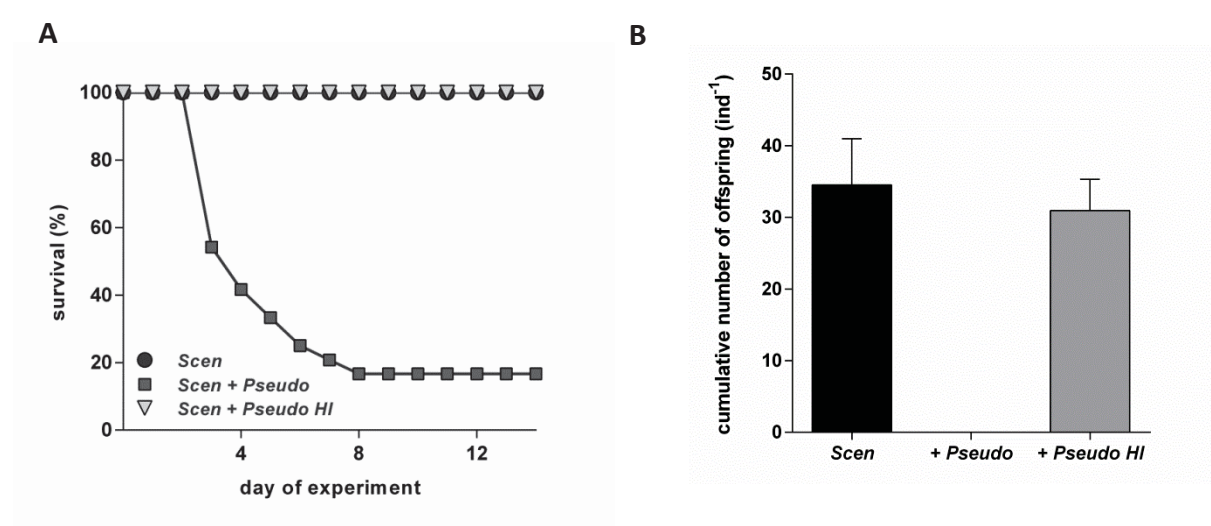 A
100
80
60
40
20
0
survival (%)
Scen
Scen + Pseudo
Scen + Pseudo HI
4 8 12
day of experiment
B
50
40
30
20
10
0
cumulative number of offspring (ind-1)
Scen + Pseudo + Pseudo HI